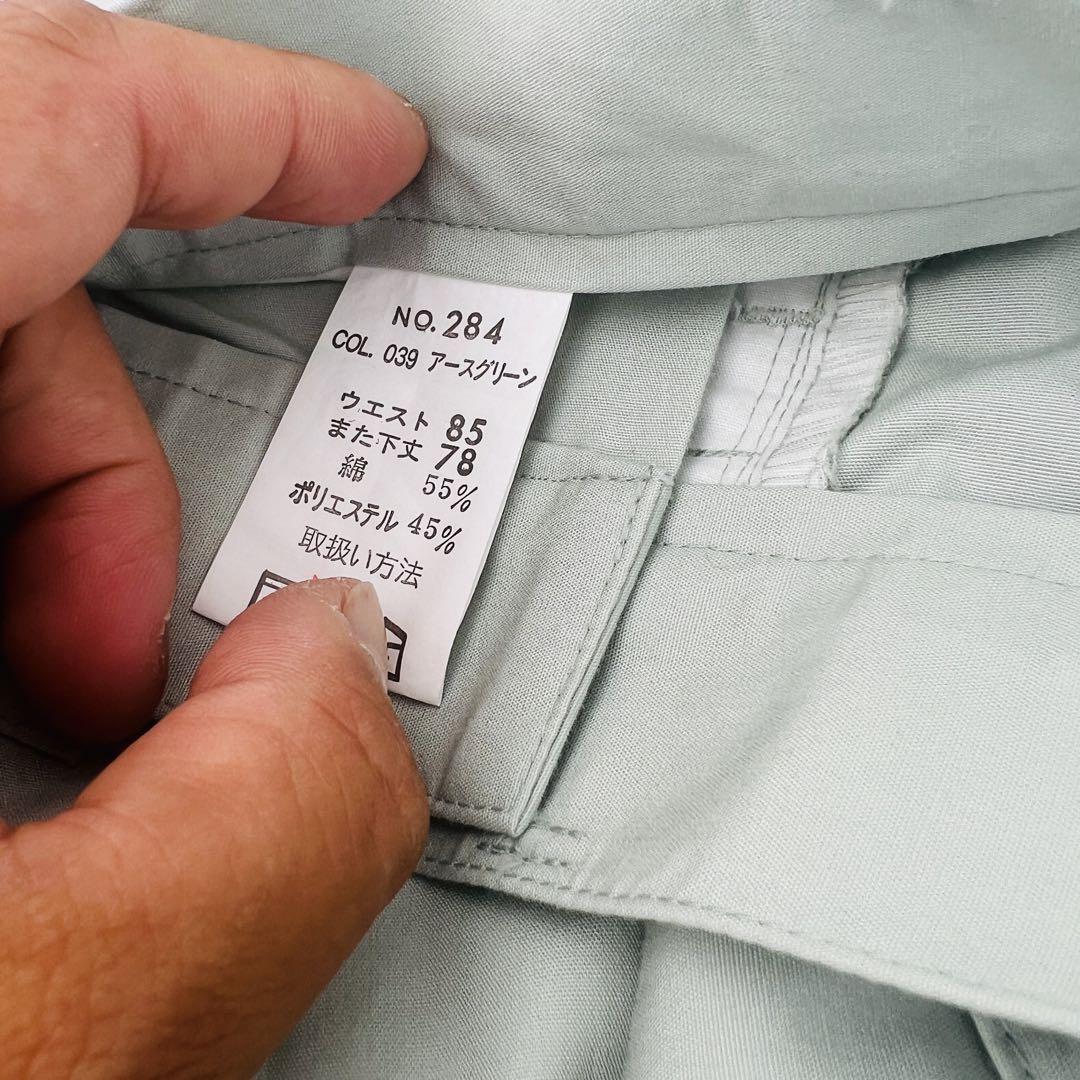 NO.284
COL. 039 アースグリーン
ウエスト 85
また下丈 78
綿 55%
ポリエステル 45%
取扱い方法